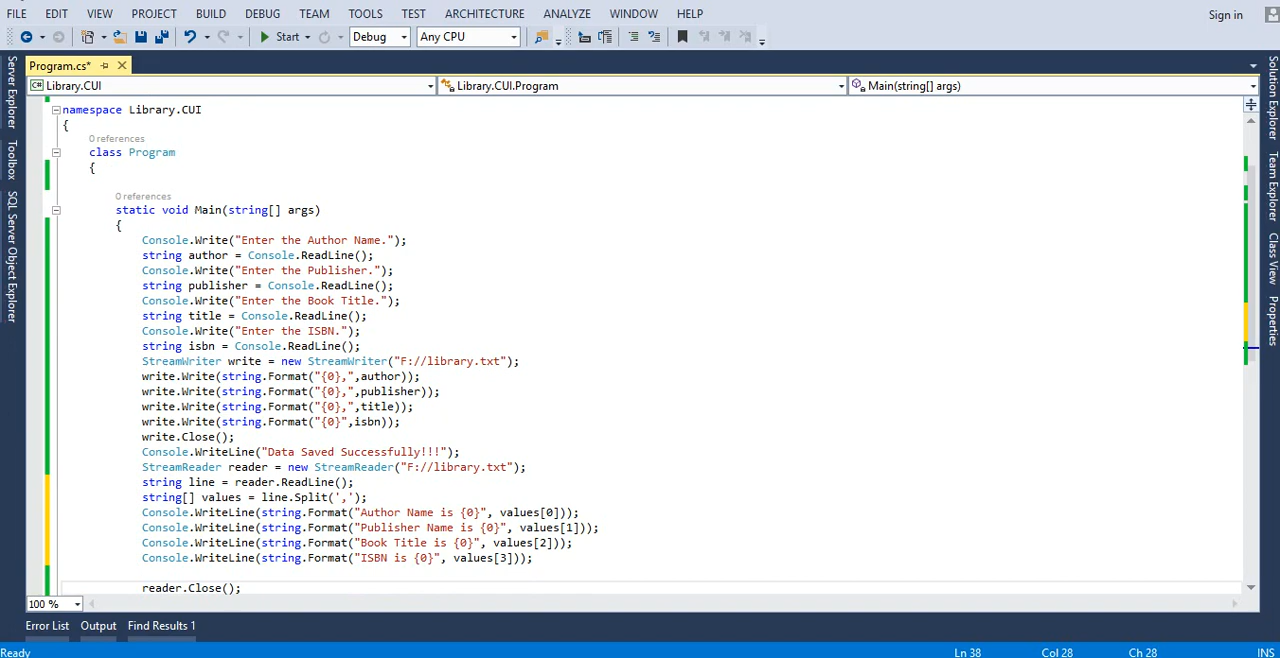 FILE EDIT VIEW PROJECT BUILD DEBUG TEAM TOOLS TEST ARCHITECTURE ANALYZE WINDOW HELP Sign in
Start Debug Any CPU
Program.cs*
Library.CUI Library.CUI.Program Main(string[] args)
Server Explorer
Toolbox
SQL Server Object Explorer
namespace Library.CUI
{
0 references
class Program
{
0 references
static void Main(string[] args)
{
Console.Write("Enter the Author Name.");
string author = Console.ReadLine();
Console.Write("Enter the Publisher.");
string publisher = Console.ReadLine();
Console.Write("Enter the Book Title.");
string title = Console.ReadLine();
Console.Write("Enter the ISBN.");
string isbn = Console.ReadLine();
StreamWriter write = new StreamWriter("F://library.txt");
write.Write(string.Format("{0},",author));
write.Write(string.Format("{0},",publisher));
write.Write(string.Format("{0},",title));
write.Write(string.Format("{0}",isbn));
write.Close();
Console.WriteLine("Data Saved Successfully!!!");
StreamReader reader = new StreamReader("F://library.txt");
string line = reader.ReadLine();
string[] values = line.Split(',');
Console.WriteLine(string.Format("Author Name is {0}", values[0]));
Console.WriteLine(string.Format("Publisher Name is {0}", values[1]));
Console.WriteLine(string.Format("Book Title is {0}", values[2]));
Console.WriteLine(string.Format("ISBN is {0}", values[3]));
reader.Close();
Solution Explorer
Team Explorer
Class View
Properties
100 %
Error List Output Find Results 1
Ready Ln 38 Col 28 Ch 28 INS